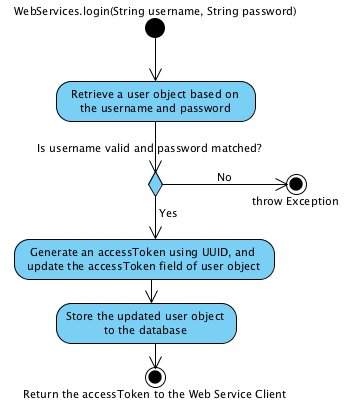 WebServices.login(String username, String password)
Retrieve a user object based on
the username and password
Is username valid and password matched?
No
throw Exception
Yes
Generate an accessToken using UUID, and
update the accessToken field of user object
Store the updated user object
to the database
Return the accessToken to the Web Service Client